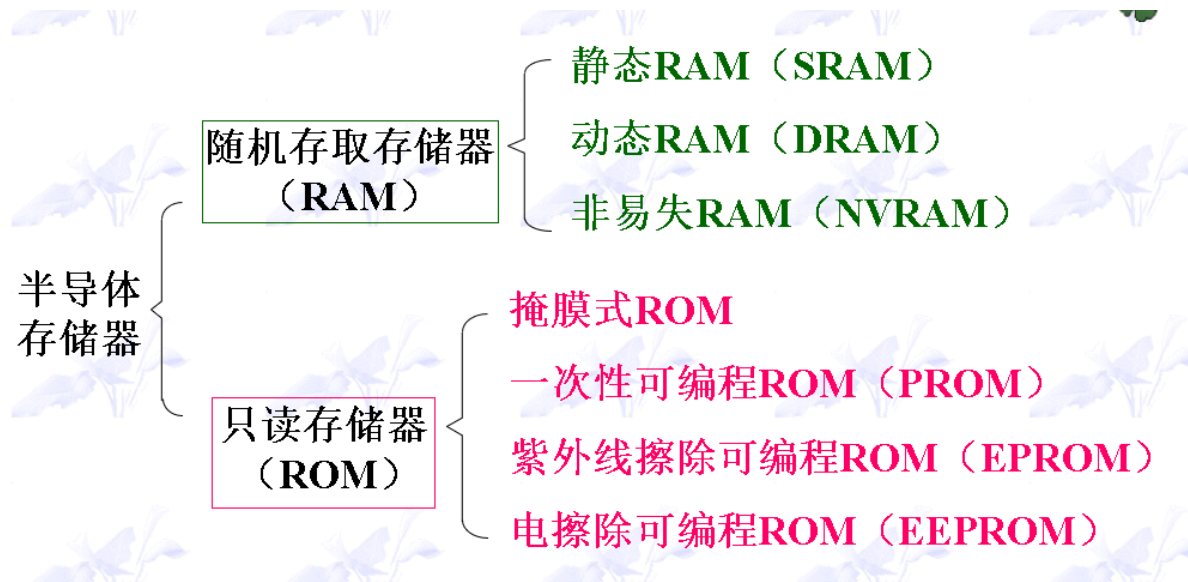 静态RAM（SRAM）
随机存取存储器
（RAM）
动态RAM（DRAM）
非易失RAM（NVRAM）
半导体
存储器
掩膜式ROM
一次性可编程ROM（PROM）
只读存储器
（ROM）
紫外线擦除可编程ROM（EPROM）
电擦除可编程ROM（EEPROM）